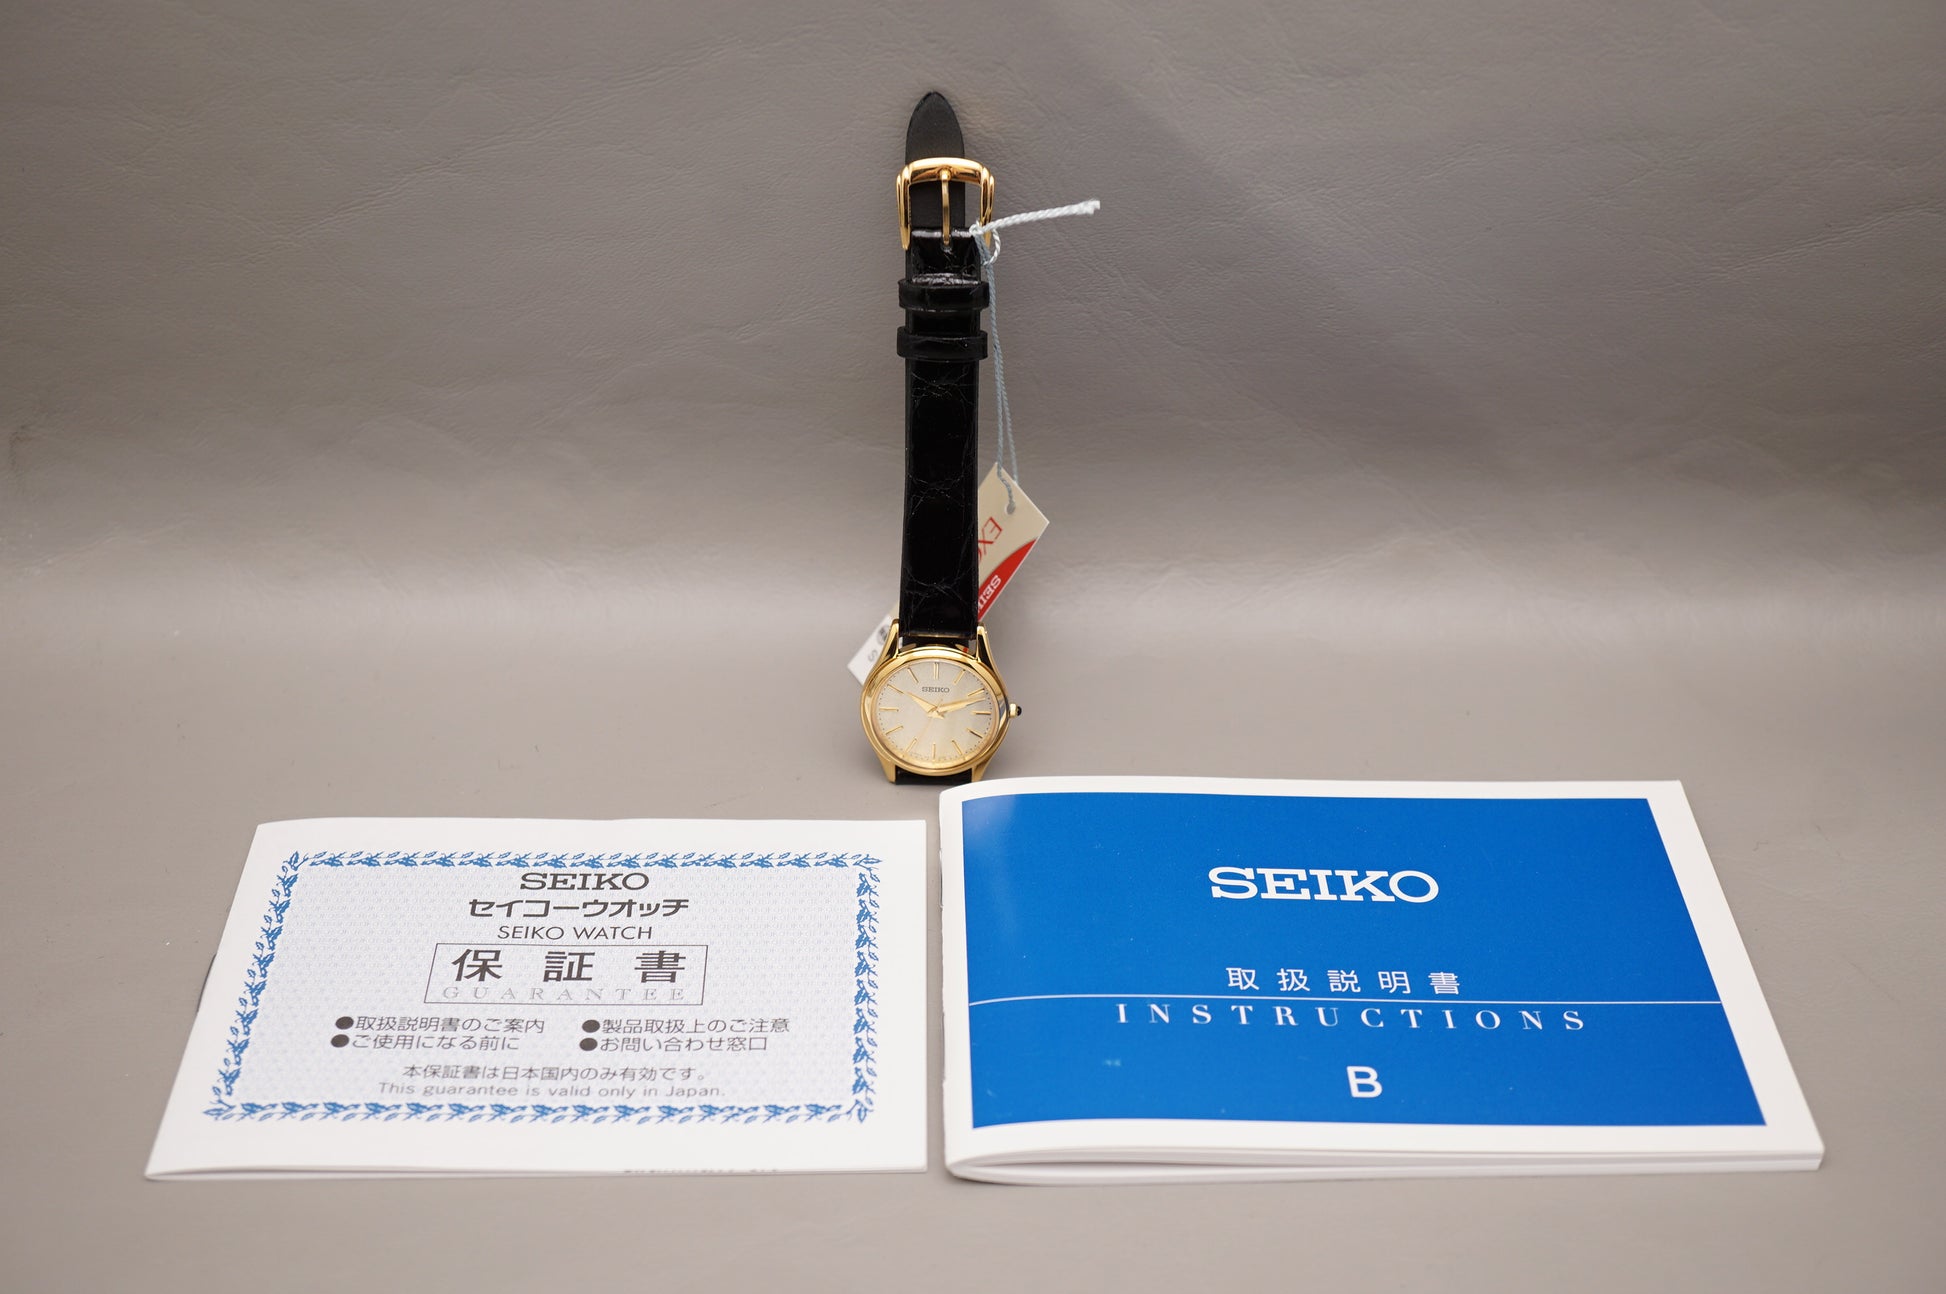 EXC
SEIK
S
SEIKO
SEIKO
セイコーウオッチ
SEIKO WATCH
保証書
GUARANTEE
●取扱説明書のご案内 ●製品取扱上のご注意
●ご使用になる前に ●お問い合わせ窓口
本保証書は日本国内のみ有効です。
This guarantee is valid only in Japan.
SEIKO
取扱説明書
INSTRUCTIONS
B